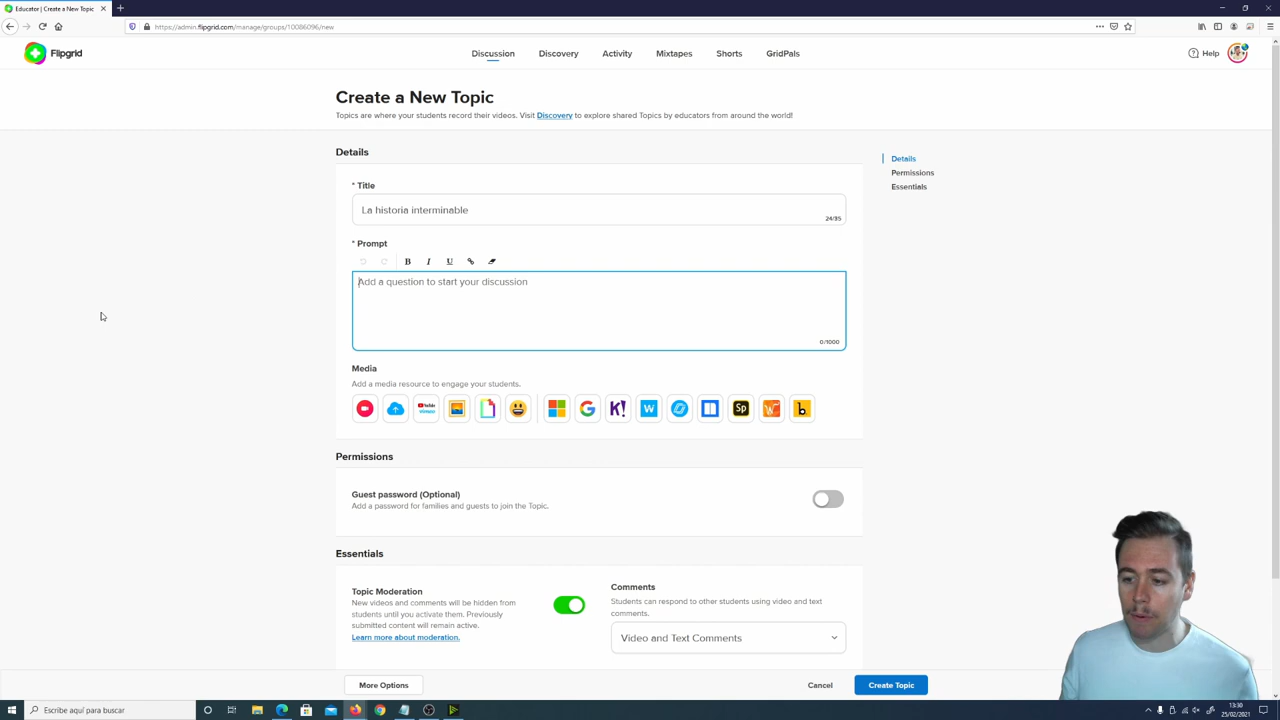 Educator | Create a New Topic
https://admin.flipgrid.com/manage/groups/10086096/new
Flipgrid
Discussion
Discovery
Activity
Mixtapes
Shorts
GridPals
Help
Create a New Topic
Topics are where your students record their videos. Visit Discovery to explore shared Topics by educators from around the world!
Details
Details
Permissions
Essentials
* Title
La historia interminable
24/95
* Prompt
B I U
Add a question to start your discussion
0/1000
Media
Add a media resource to engage your students.
YouTube
K!
W
Sp
W
b
Permissions
Guest password (Optional)
Add a password for families and guests to join the Topic.
Essentials
Topic Moderation
New videos and comments will be hidden from
students until you activate them. Previously
submitted content will remain active.
Learn more about moderation.
Comments
Students can respond to other students using video and text
comments.
Video and Text Comments
More Options
Cancel
Create Topic
Escribe aquí para buscar
13:30
25/02/2021